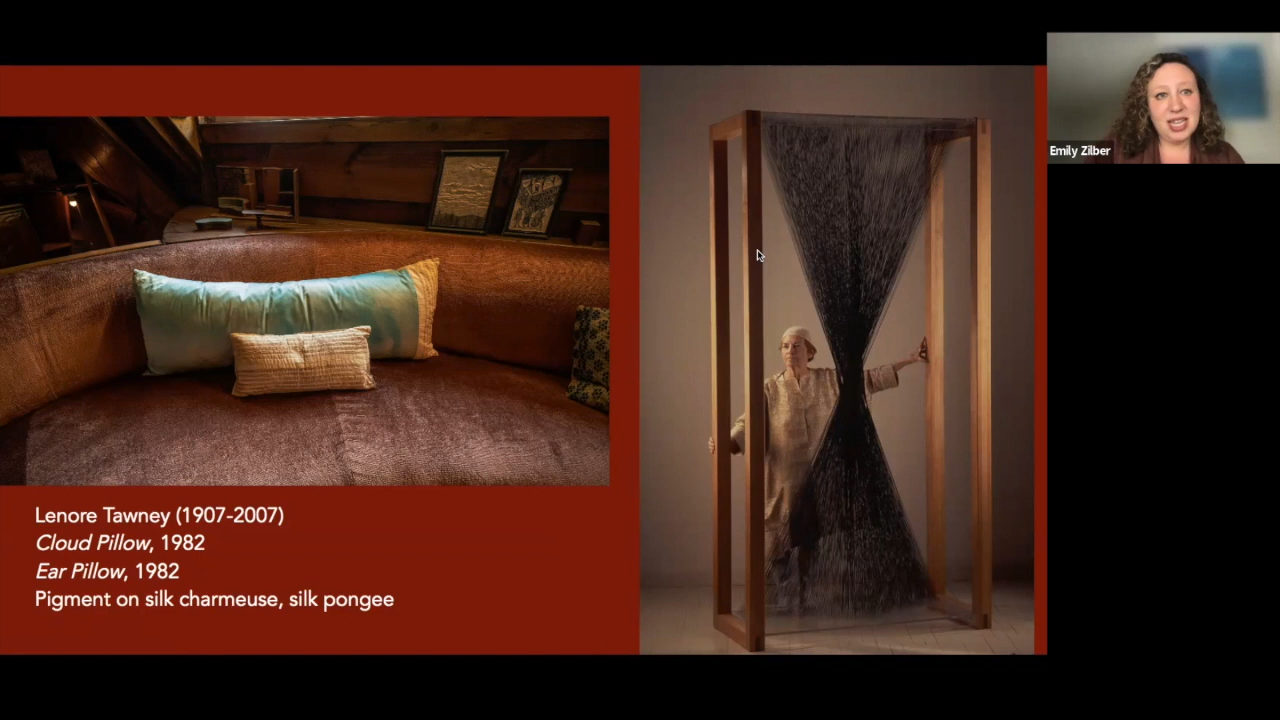 Emily Zilber
Lenore Tawney (1907-2007)
Cloud Pillow, 1982
Ear Pillow, 1982
Pigment on silk charmeuse, silk pongee